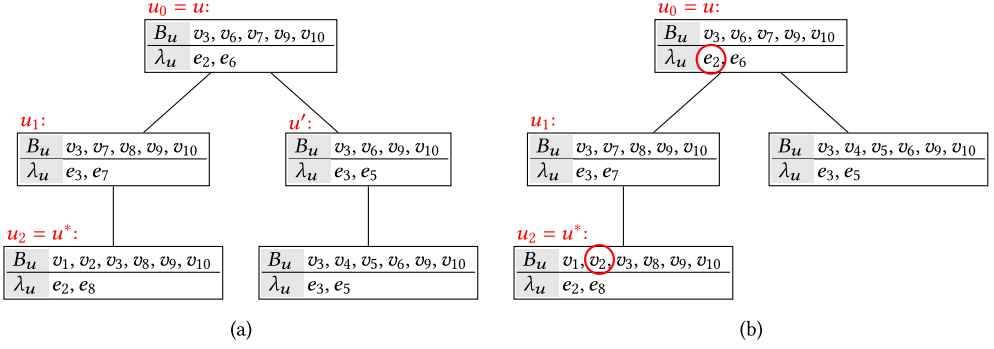 u₀ = u:
Bᵤ v₃, v₆, v₇, v₉, v₁₀
λᵤ e₂, e₆
u₁:
Bᵤ v₃, v₇, v₈, v₉, v₁₀
λᵤ e₃, e₇
u′:
Bᵤ v₃, v₆, v₉, v₁₀
λᵤ e₃, e₅
u₂ = u*:
Bᵤ v₁, v₂, v₃, v₈, v₉, v₁₀
λᵤ e₂, e₈
Bᵤ v₃, v₄, v₅, v₆, v₉, v₁₀
λᵤ e₃, e₅
(a)
u₀ = u:
Bᵤ v₃, v₆, v₇, v₉, v₁₀
λᵤ e₂, e₆
u₁:
Bᵤ v₃, v₇, v₈, v₉, v₁₀
λᵤ e₃, e₇
Bᵤ v₃, v₄, v₅, v₆, v₉, v₁₀
λᵤ e₃, e₅
u₂ = u*:
Bᵤ v₁, v₂, v₃, v₈, v₉, v₁₀
λᵤ e₂, e₈
(b)